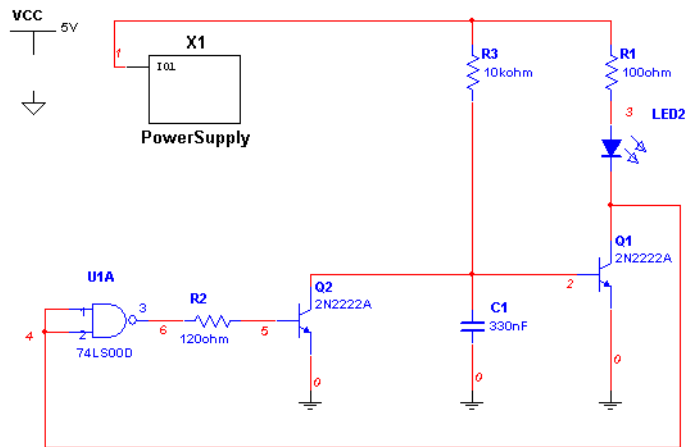 VCC
5V
1
X1
IO1
PowerSupply
R3
10kohm
R1
100ohm
3
LED2
U1A
1
2
3
4
74LS00D
6
R2
120ohm
5
Q2
2N2222A
0
C1
330nF
0
2
Q1
2N2222A
0